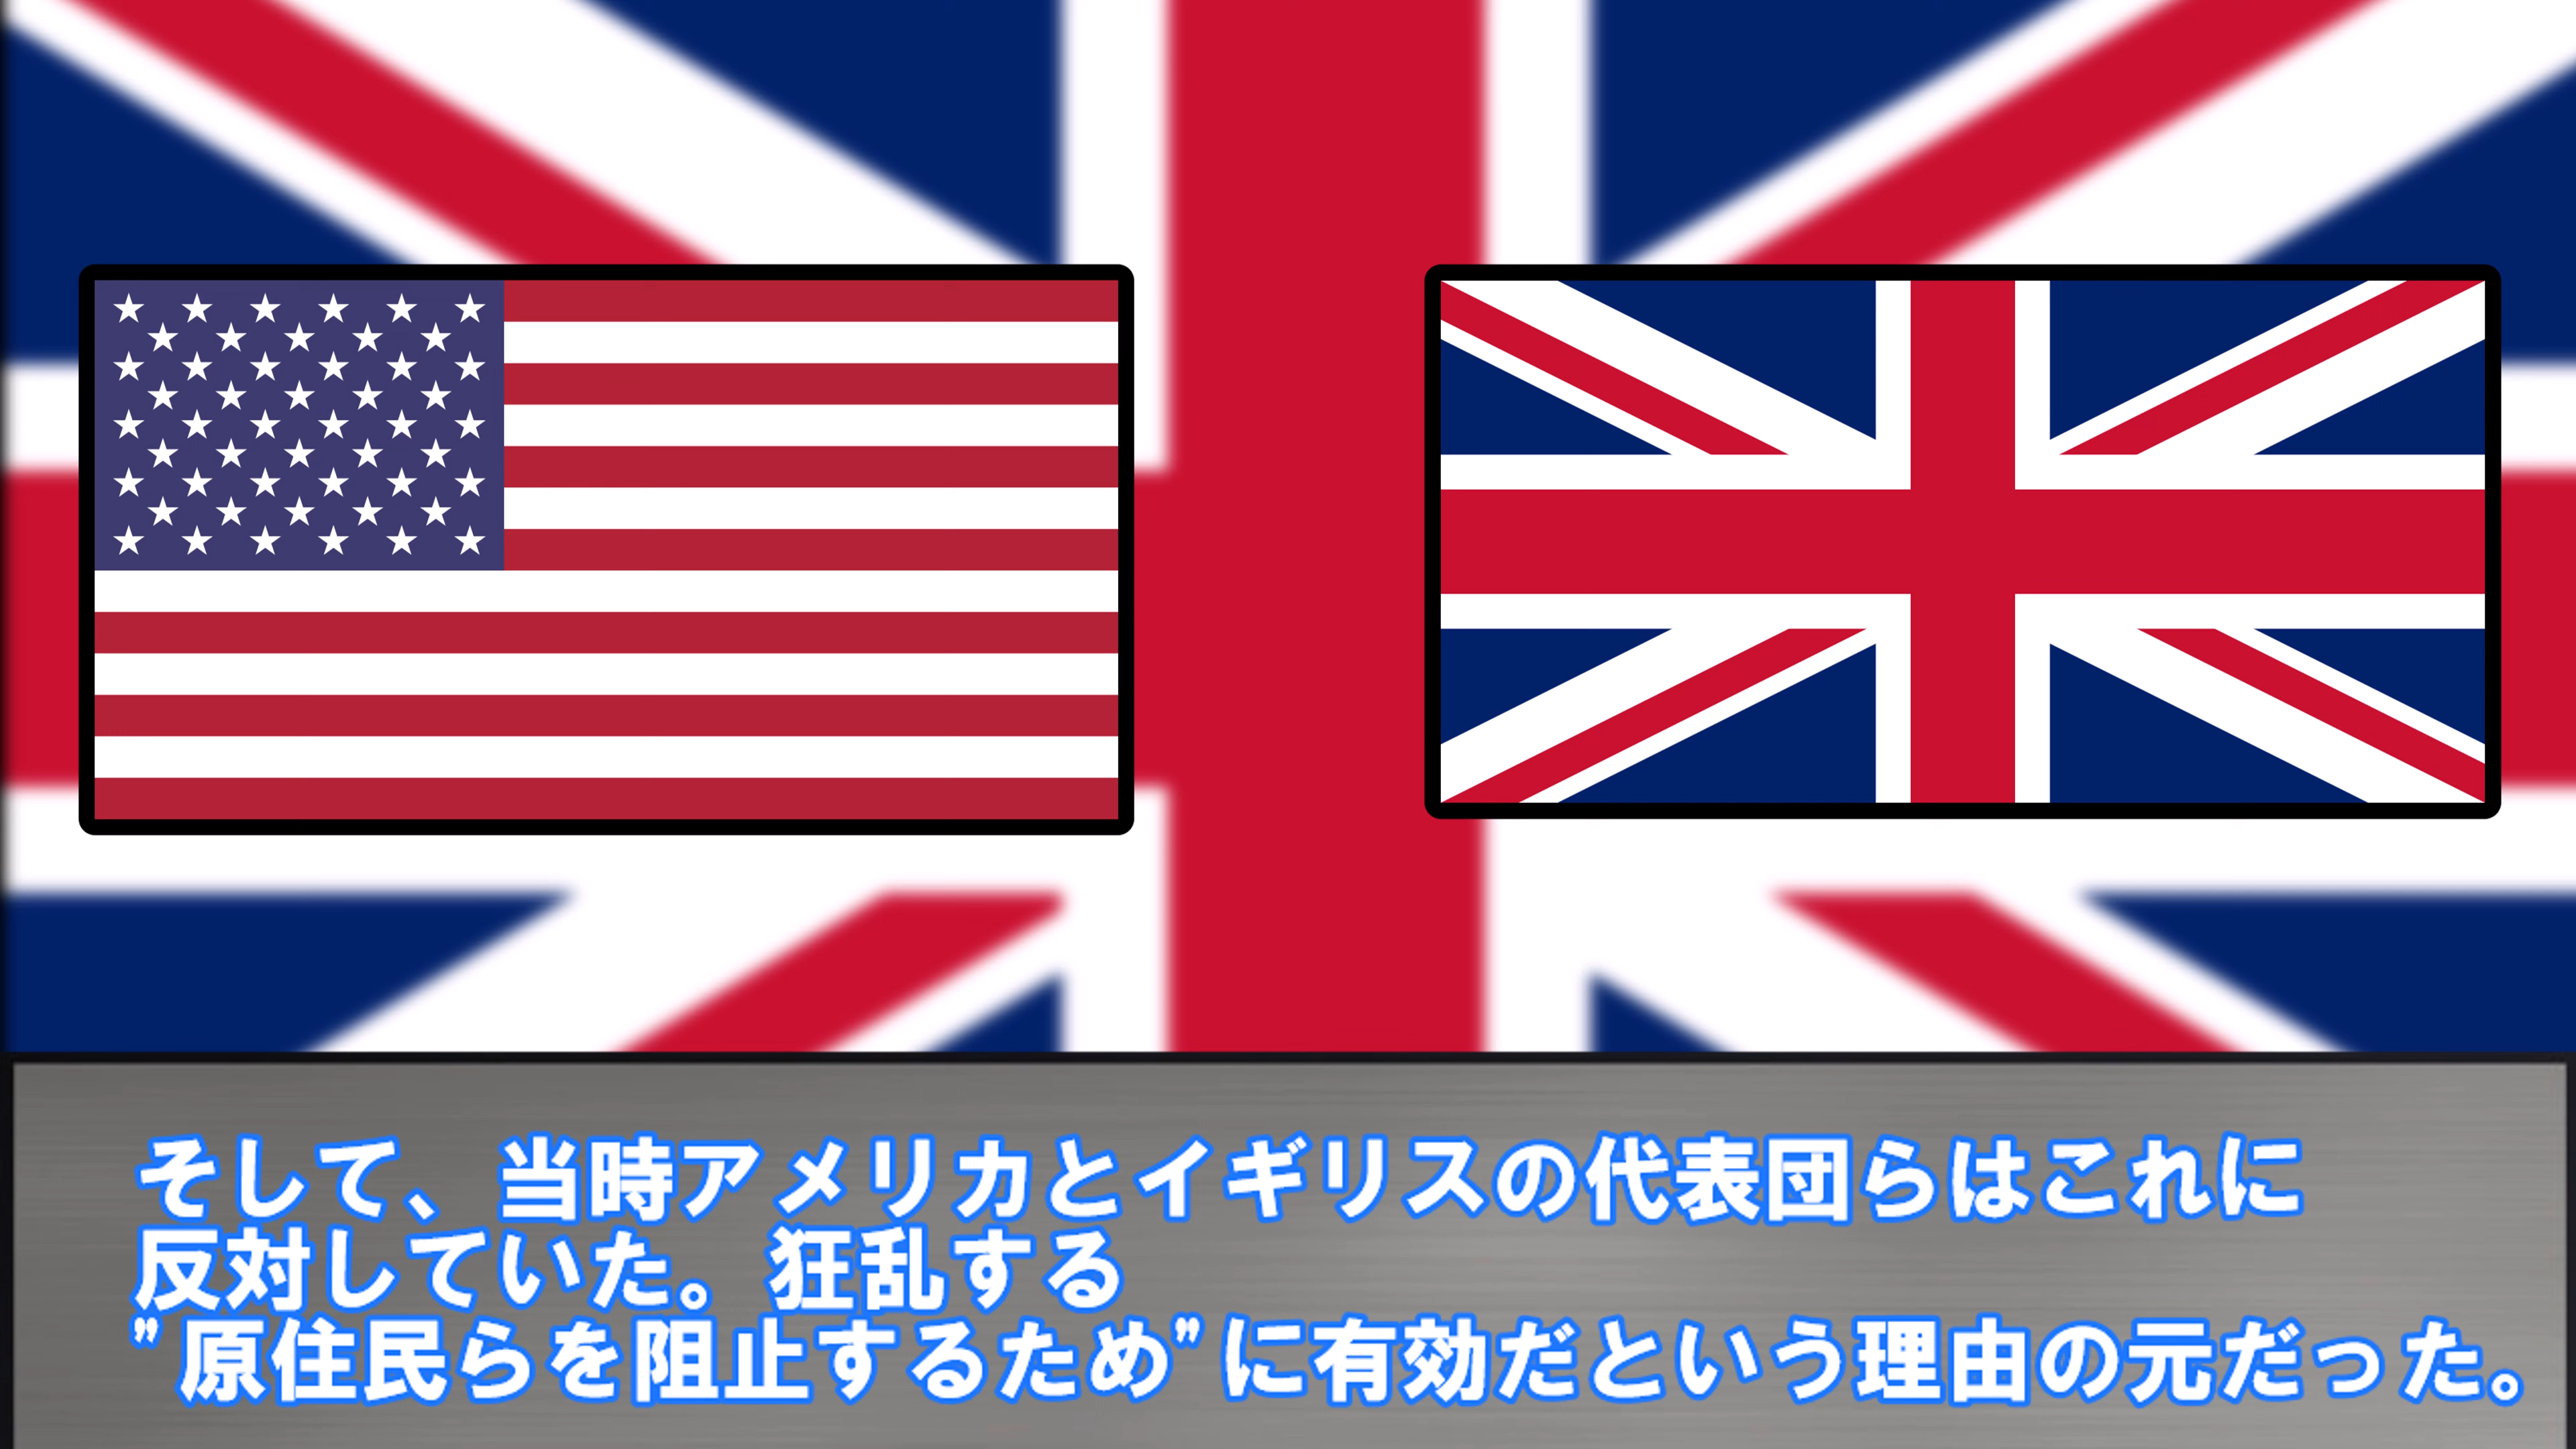 そして、当時アメリカとイギリスの代表団らはこれに
反対していた。狂乱する
"原住民らを阻止するため"に有効だという理由の元だった。